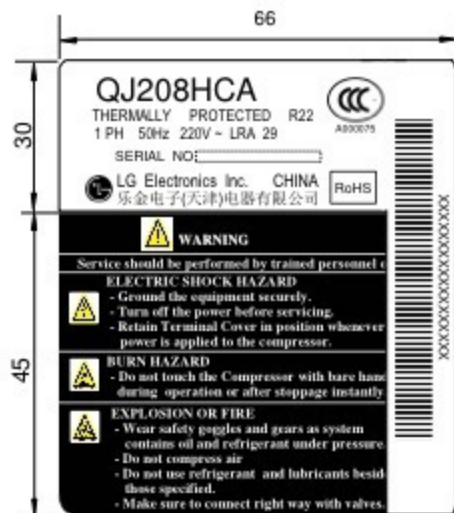 66
30
45
QJ208HCA
THERMALLY PROTECTED R22
1 PH 50Hz 220V ~ LRA 29
SERIAL NO
A000075
LG Electronics Inc. CHINA
乐金电子(天津)电器有限公司
RoHS
WARNING
Service should be performed by trained personnel o
ELECTRIC SHOCK HAZARD
- Ground the equipment securely.
- Turn off the power before servicing.
- Retain Terminal Cover in position whenever
power is applied to the compressor.
BURN HAZARD
- Do not touch the Compressor with bare hand
during operation or after stoppage instantly
EXPLOSION OR FIRE
- Wear safety goggles and gears as system
contains oil and refrigerant under pressure
- Do not compress air
- Do not use refrigerant and lubricants besid
those specified.
- Make sure to connect right way with valves.